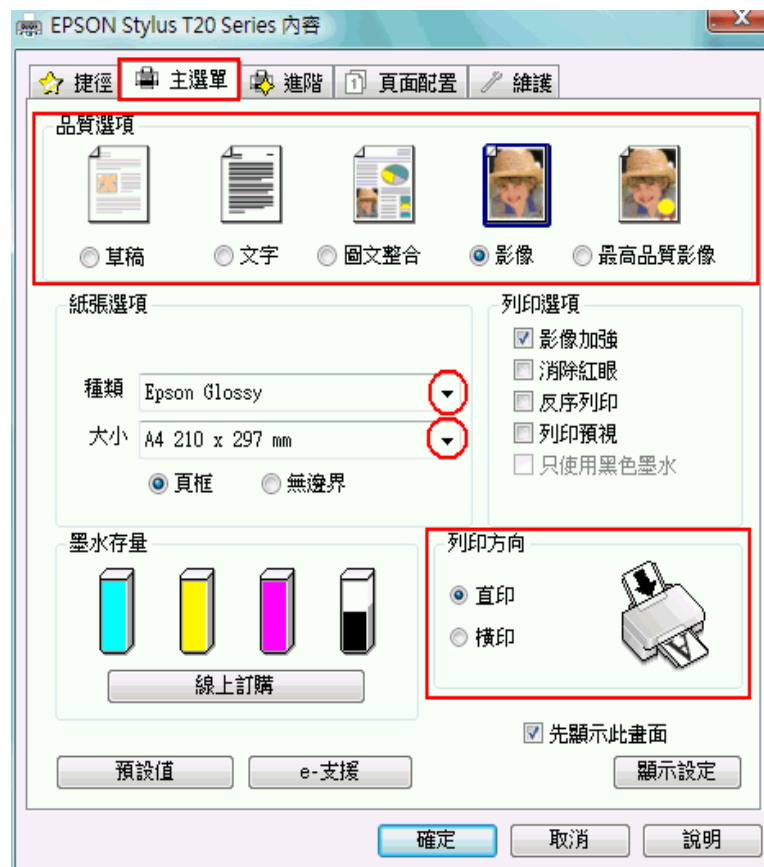 EPSON Stylus T20 Series 內容
捷徑 主選單 進階 頁面配置 維護
品質選項
草稿 文字 圖文整合 影像 最高品質影像
紙張選項
種類 Epson Glossy
大小 A4 210 x 297 mm
頁框 無邊界
列印選項
影像加強
消除紅眼
反序列印
列印預視
只使用黑色墨水
墨水存量
線上訂購
列印方向
直印
橫印
先顯示此畫面
預設值 e-支援 顯示設定
確定 取消 說明